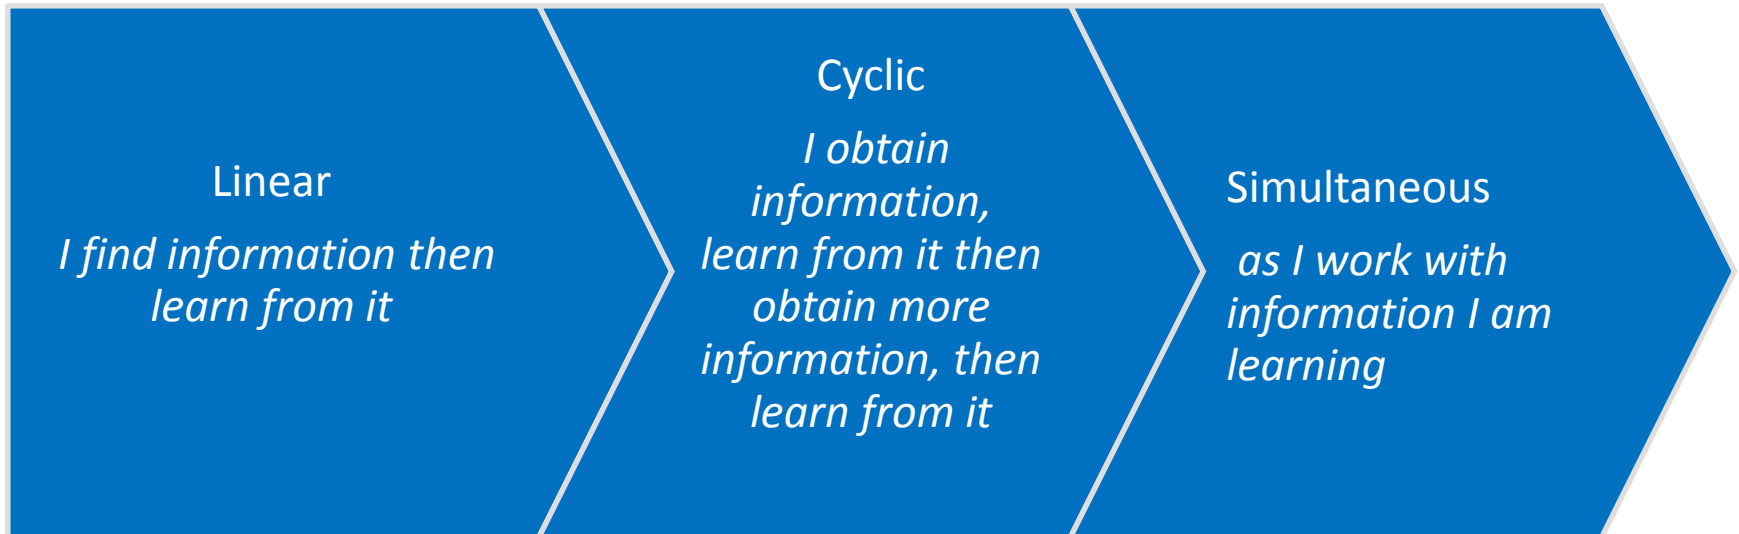 Linear
I find information then
learn from it
Cyclic
I obtain
information,
learn from it then
obtain more
information, then
learn from it
Simultaneous
as I work with
information I am
learning